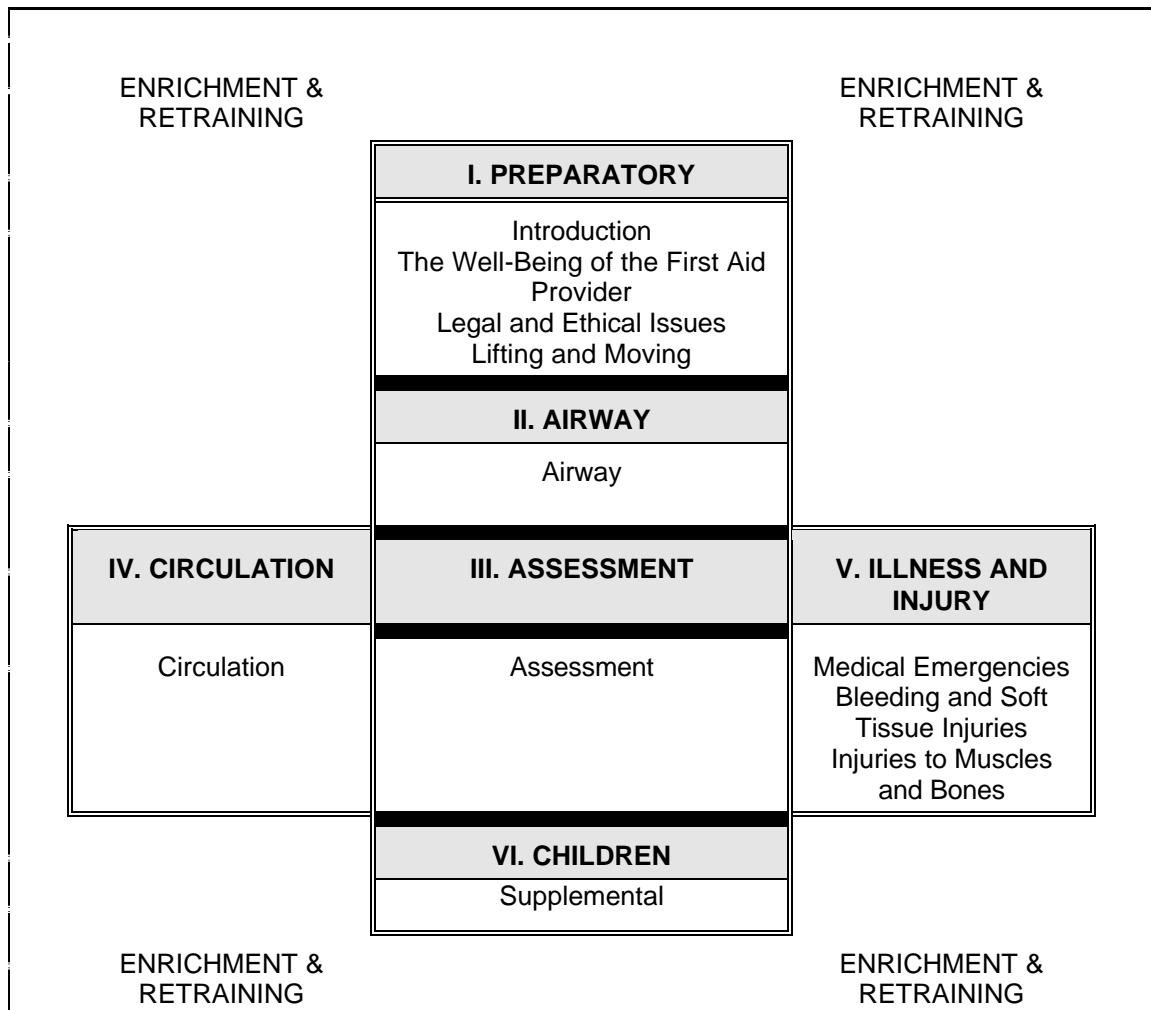 ENRICHMENT &
RETRAINING
ENRICHMENT &
RETRAINING
I. PREPARATORY
Introduction
The Well-Being of the First Aid
Provider
Legal and Ethical Issues
Lifting and Moving
II. AIRWAY
Airway
IV. CIRCULATION
Circulation
III. ASSESSMENT
Assessment
V. ILLNESS AND
INJURY
Medical Emergencies
Bleeding and Soft
Tissue Injuries
Injuries to Muscles
and Bones
VI. CHILDREN
Supplemental
ENRICHMENT &
RETRAINING
ENRICHMENT &
RETRAINING